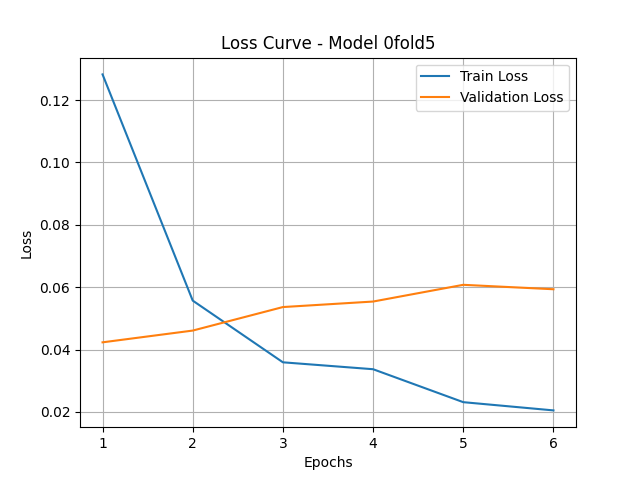 Loss Curve - Model 0fold5
Train Loss
Validation Loss
0.12
0.10
0.08
0.06
0.04
0.02
Loss
1 2 3 4 5 6
Epochs